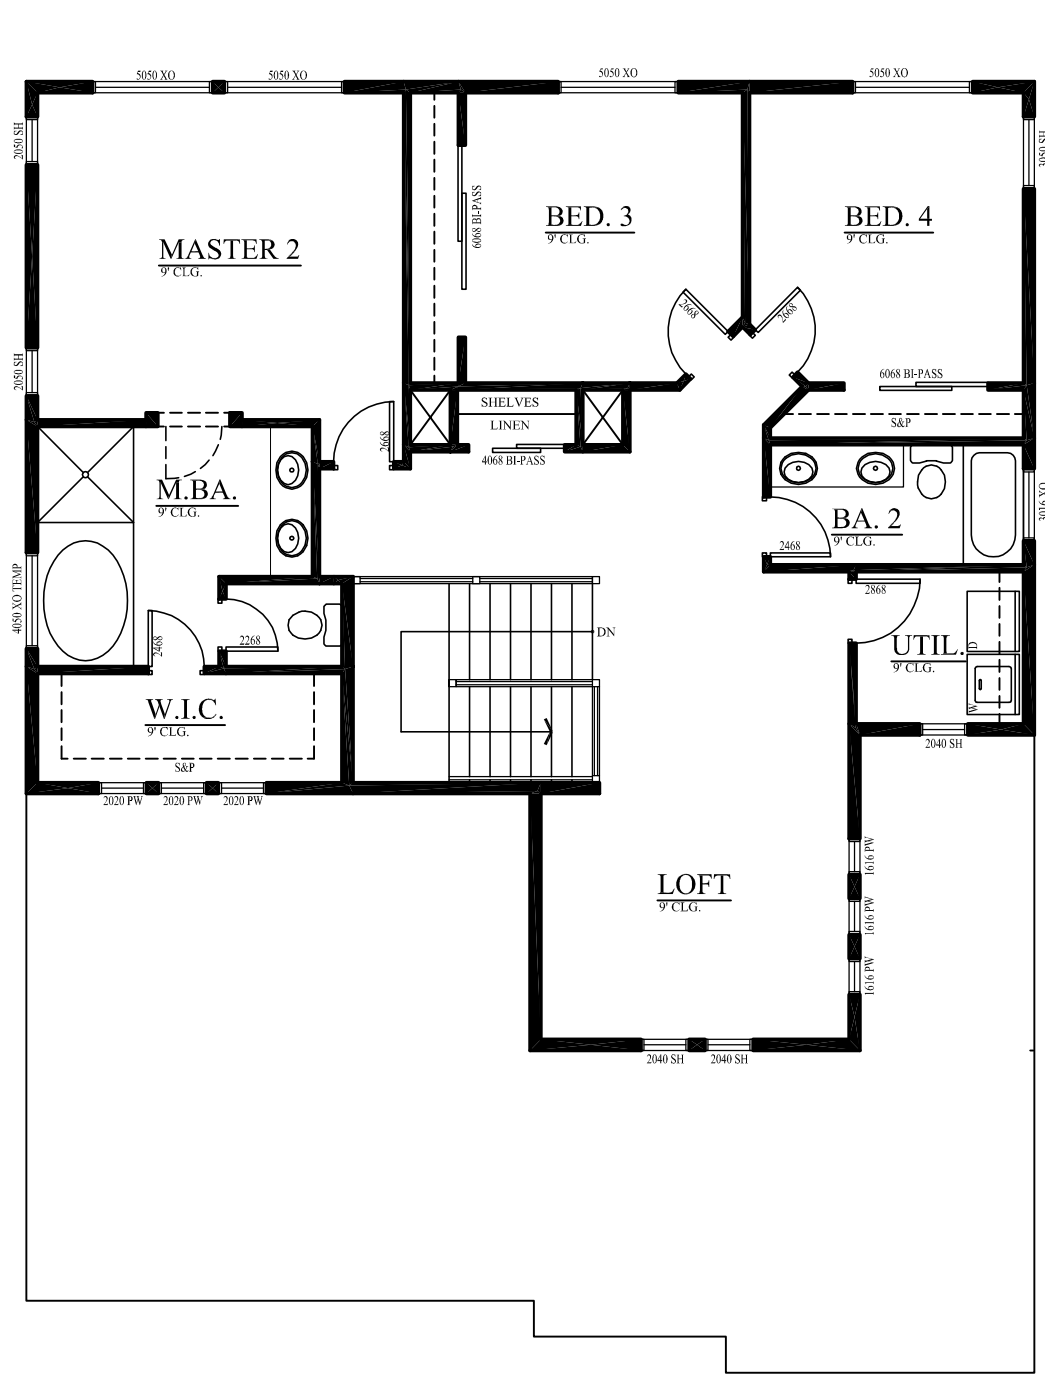 5050 XO
5050 XO
5050 XO
5050 XO
2050 SH
3050 SH
6068 BI-PASS
BED. 3
9' CLG.
BED. 4
9' CLG.
MASTER 2
9' CLG.
2668
2668
2050 SH
6068 BI-PASS
SHELVES
LINEN
S&P
2668
4068 BI-PASS
M.BA.
9' CLG.
3016 XO
BA. 2
9' CLG.
2468
4050 XO TEMP
2868
DN
2468
2268
UTIL.
9' CLG.
D
W.I.C.
9' CLG.
W
2040 SH
S&P
2020 PW
2020 PW
2020 PW
1616 PW
LOFT
9' CLG.
1616 PW
1616 PW
2040 SH
2040 SH